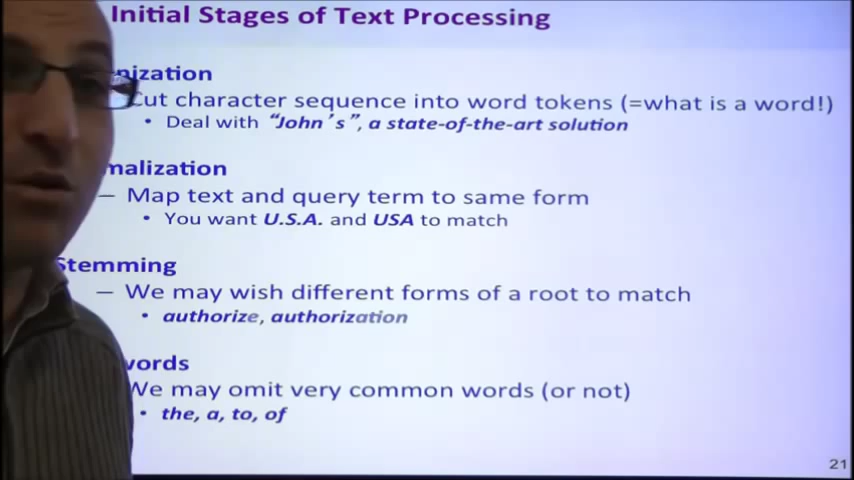 Initial Stages of Text Processing
nization
Cut character sequence into word tokens (=what is a word!)
• Deal with “John’s”, a state-of-the-art solution
malization
— Map text and query term to same form
• You want U.S.A. and USA to match
Stemming
— We may wish different forms of a root to match
• authorize, authorization
words
We may omit very common words (or not)
• the, a, to, of
21